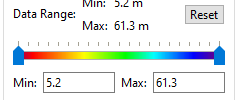 Min: 5.2 m
Data Range:
Max: 61.3 m
Reset
Min: 5.2 Max: 61.3